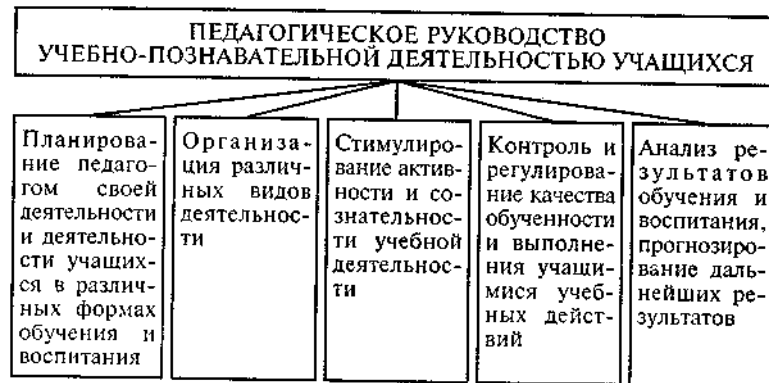 ПЕДАГОГИЧЕСКОЕ РУКОВОДСТВО
УЧЕБНО-ПОЗНАВАТЕЛЬНОЙ ДЕЯТЕЛЬНОСТЬЮ УЧАЩИХСЯ
Планирова-
ние педаго-
гом своей
деятельности
и деятельно-
сти учащих-
ся в различ-
ных формах
обучения и
воспитания
Организа-
ция различ-
ных видов
деятельнос-
ти
Стимулиро-
вание актив-
ности и со-
знательнос-
ти учебной
деятельнос-
ти
Контроль и
регулирова-
ние качества
обученности
и выполне-
ния учащи-
мися учеб-
ных дейст-
вий
Анализ ре-
зультатов
обучения и
воспитания,
прогнозиро-
вание даль-
нейших ре-
зультатов